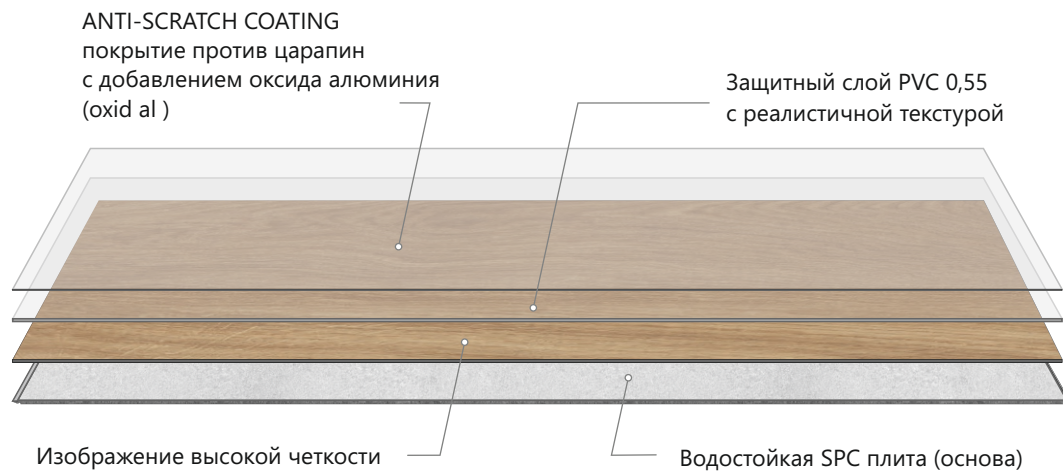 ANTI-SCRATCH COATING
покрытие против царапин
с добавлением оксида алюминия
(oxid al )
Защитный слой PVC 0,55
с реалистичной текстурой
Изображение высокой четкости
Водостойкая SPC плита (основа)